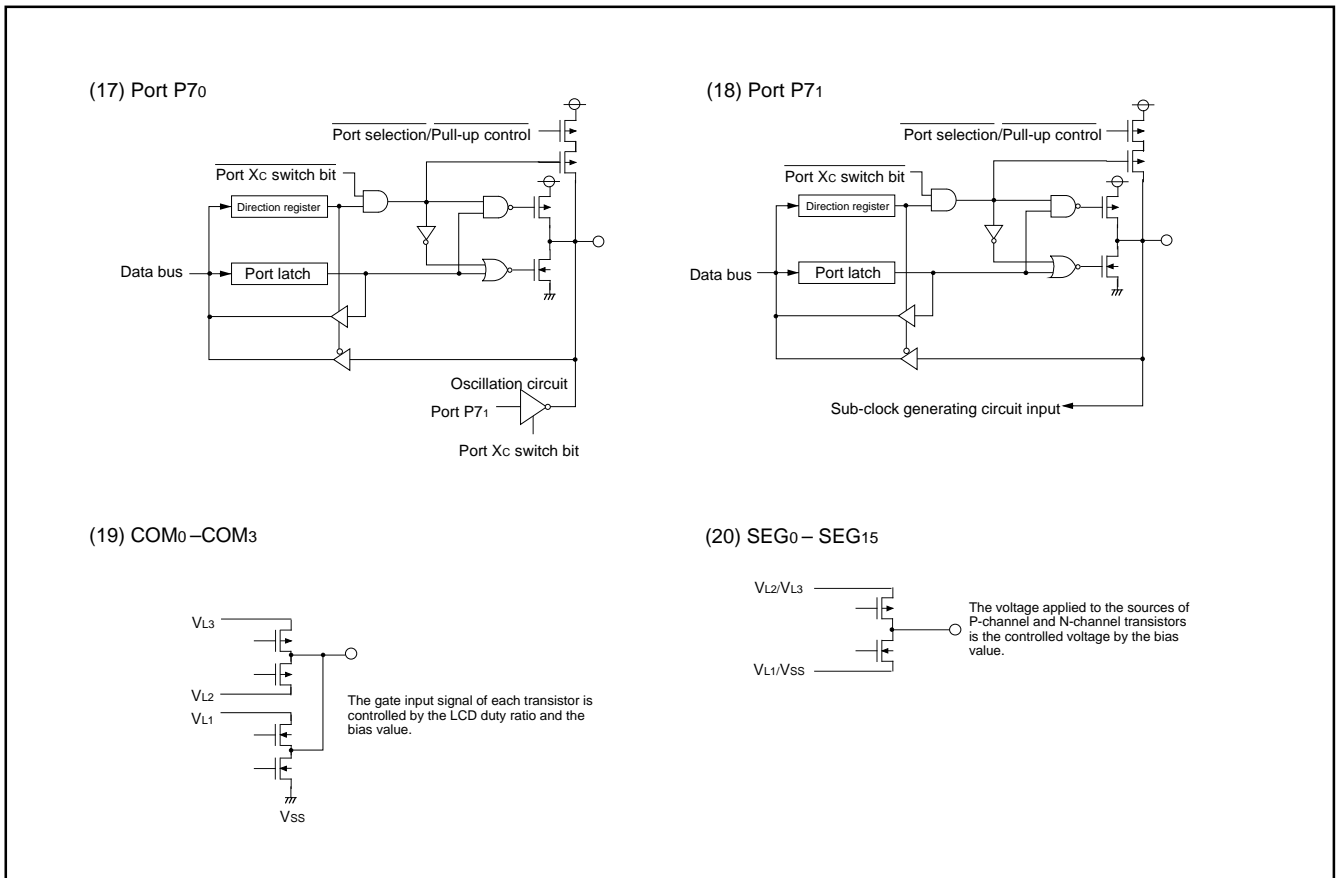 (17) Port P70
Port selection/Pull-up control
Port XC switch bit
Direction register
Data bus
Port latch
Oscillation circuit
Port P71
Port XC switch bit
(18) Port P71
Port selection/Pull-up control
Port XC switch bit
Direction register
Data bus
Port latch
Sub-clock generating circuit input
(19) COM0 –COM3
VL3
VL2
VL1
VSS
The gate input signal of each transistor is
controlled by the LCD duty ratio and the
bias value.
(20) SEG0 – SEG15
VL2/VL3
VL1/VSS
The voltage applied to the sources of
P-channel and N-channel transistors
is the controlled voltage by the bias
value.